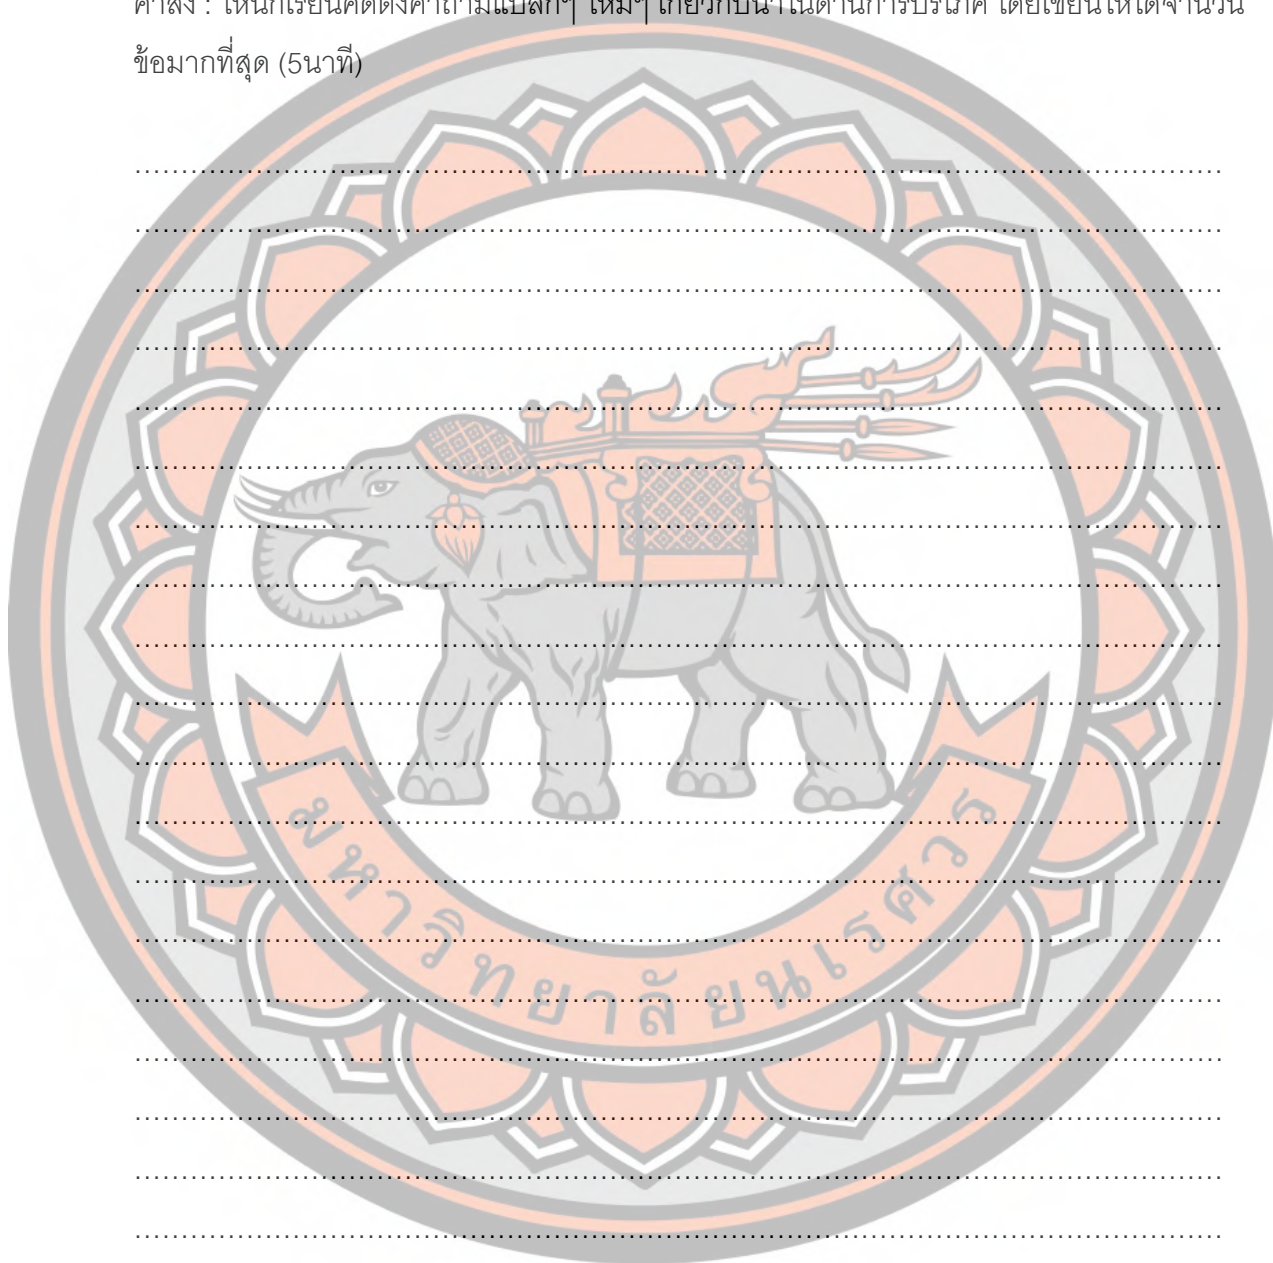 คำสั่ง : ให้นักเรียนคิดตั้งคำถามแปลกๆ ใหม่ๆ เกี่ยวกับน้ำในด้านการบริโภค โดยเขียนให้ได้จำนวน
ข้อมากที่สุด (5นาที)
มหาวิทยาลัยนเรศวร